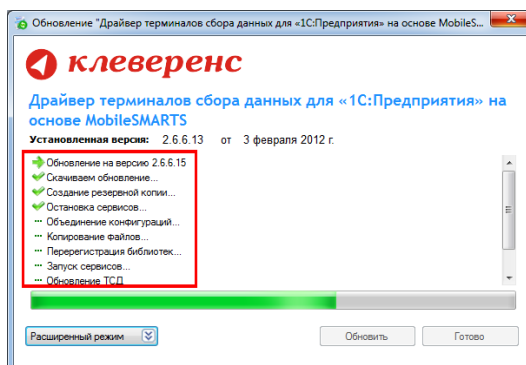 Обновление "Драйвер терминалов сбора данных для «1С:Предприятия» на основе MobileS...
клеверенс
Драйвер терминалов сбора данных для «1С:Предприятия» на
основе MobileSMARTS
Установленная версия: 2.6.6.13 от 3 февраля 2012 г.
Обновление на версию 2.6.6.15
Скачиваем обновление...
Создание резервной копии...
Остановка сервисов...
Объединение конфигураций...
Копирование файлов...
Перерегистрация библиотек...
Запуск сервисов...
Обновление ТСД
Расширенный режим
Обновить
Готово